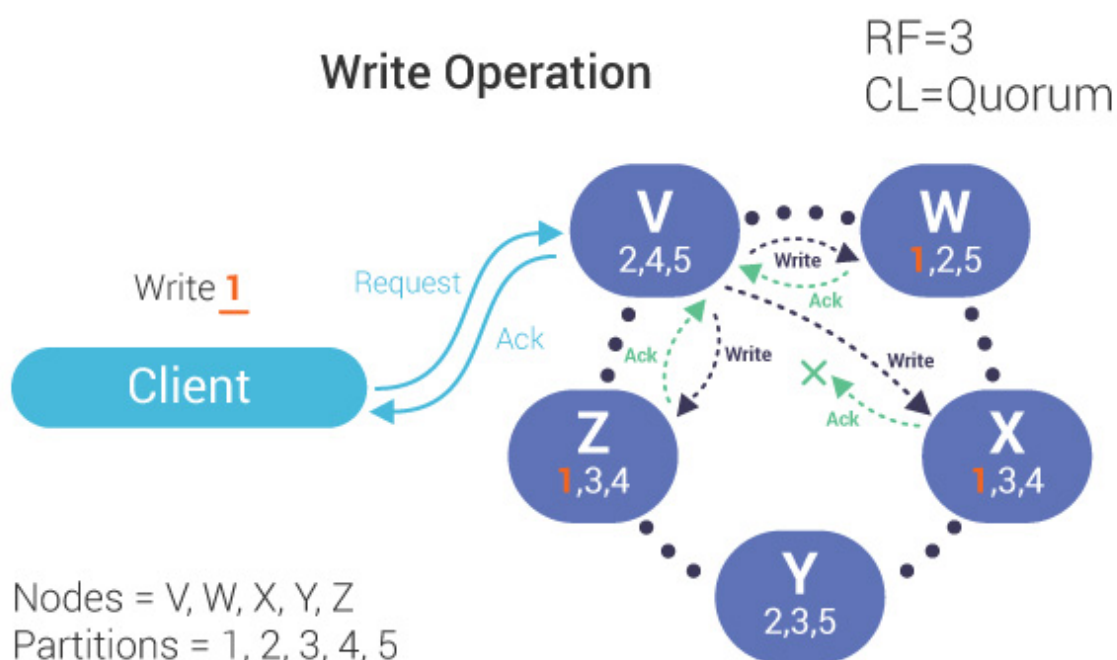 Write Operation
RF=3
CL=Quorum
V
2,4,5
W
1,2,5
Write
Ack
Write 1
Request
Ack
Client
Ack
Write
Write
Ack
Z
1,3,4
X
1,3,4
Y
2,3,5
Nodes = V, W, X, Y, Z
Partitions = 1, 2, 3, 4, 5